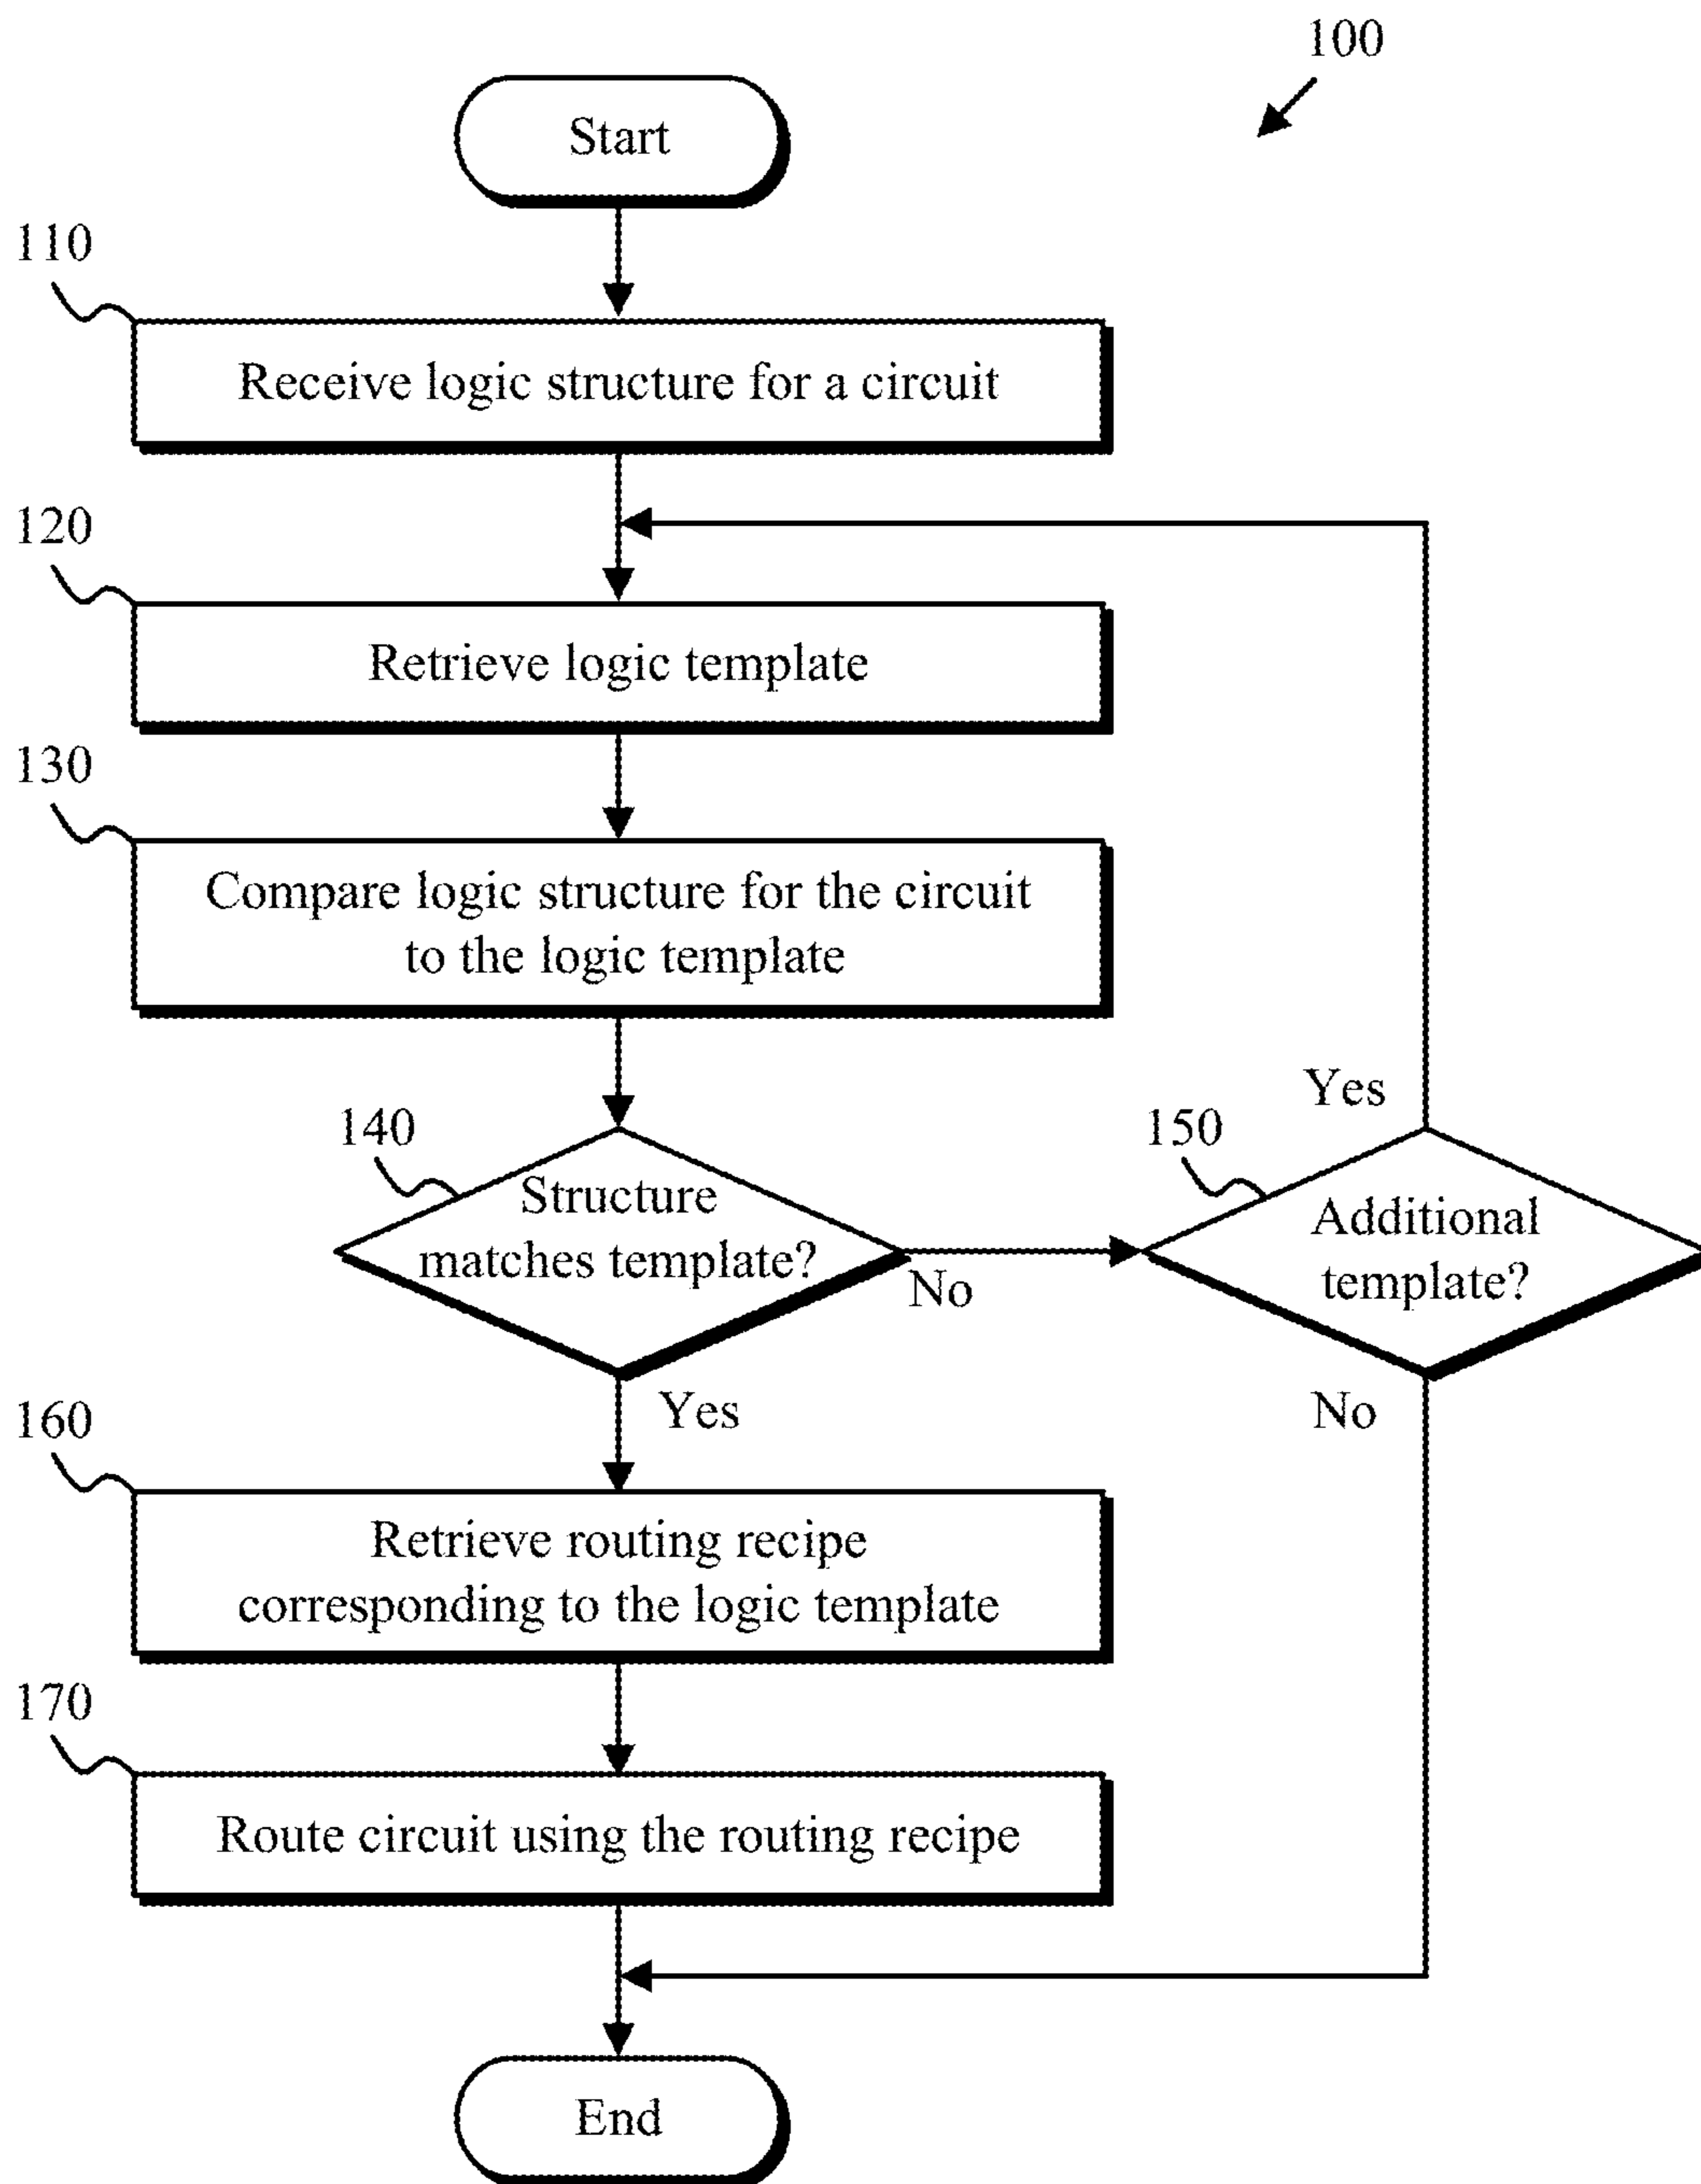 100
Start
110
Receive logic structure for a circuit
120
Retrieve logic template
130
Compare logic structure for the circuit
to the logic template
140
Structure
matches template?
No
Yes
150
Additional
template?
Yes
No
160
Retrieve routing recipe
corresponding to the logic template
170
Route circuit using the routing recipe
End